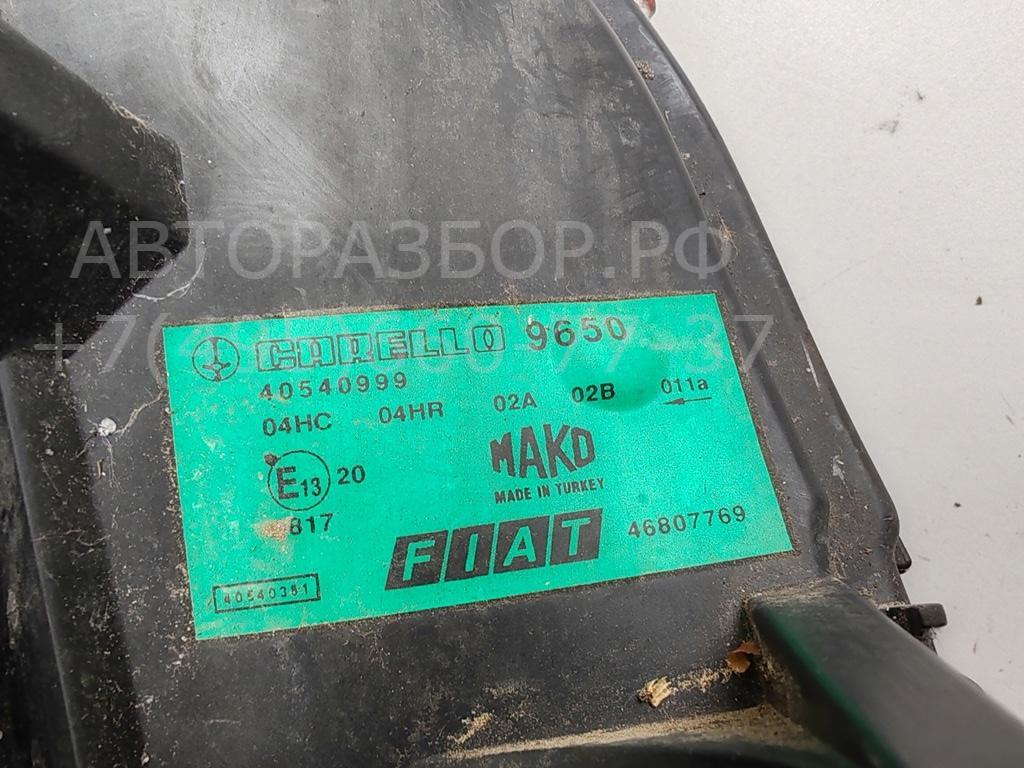 АВТОРАЗБОР.РФ
CARELLO 9650
40540999
04HC 04HR 02A 02B 011a
MAKO
E13 20
MADE IN TURKEY
817
FIAT 46807769
40540381